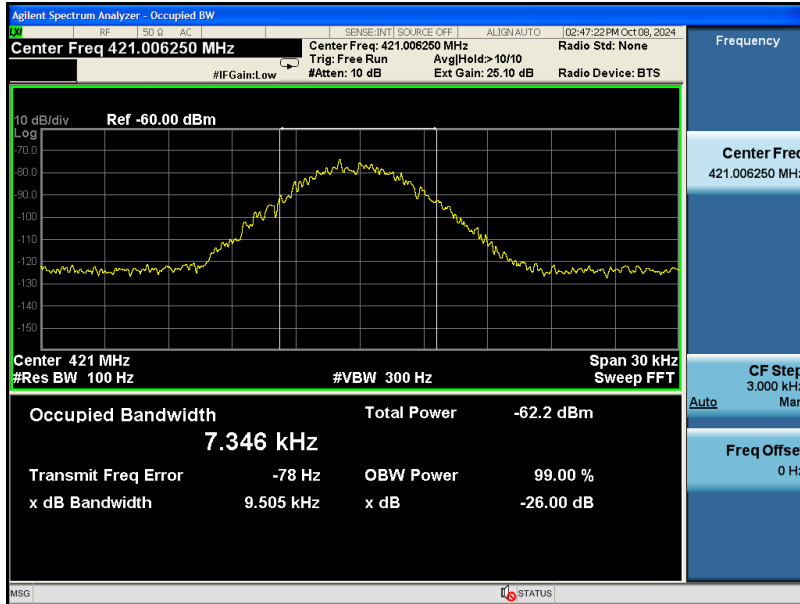 Agilent Spectrum Analyzer - Occupied BW
LXI RF 50 Ω AC SENSE:INT SOURCE OFF ALIGN AUTO 02:47:22 PM Oct 08, 2024
Center Freq 421.006250 MHz
Center Freq: 421.006250 MHz
Radio Std: None
Trig: Free Run Avg|Hold:>10/10
#IFGain:Low #Atten: 10 dB Ext Gain: 25.10 dB Radio Device: BTS
10 dB/div Ref -60.00 dBm
Log
-70.0
-80.0
-90.0
-100
-110
-120
-130
-140
-150
Center 421 MHz Span 30 kHz
#Res BW 100 Hz #VBW 300 Hz Sweep FFT
Occupied Bandwidth Total Power -62.2 dBm
7.346 kHz
Transmit Freq Error -78 Hz OBW Power 99.00 %
x dB Bandwidth 9.505 kHz x dB -26.00 dB
MSG STATUS
Frequency
Center Freq
421.006250 MHz
CF Step
3.000 kHz
Auto Man
Freq Offset
0 Hz